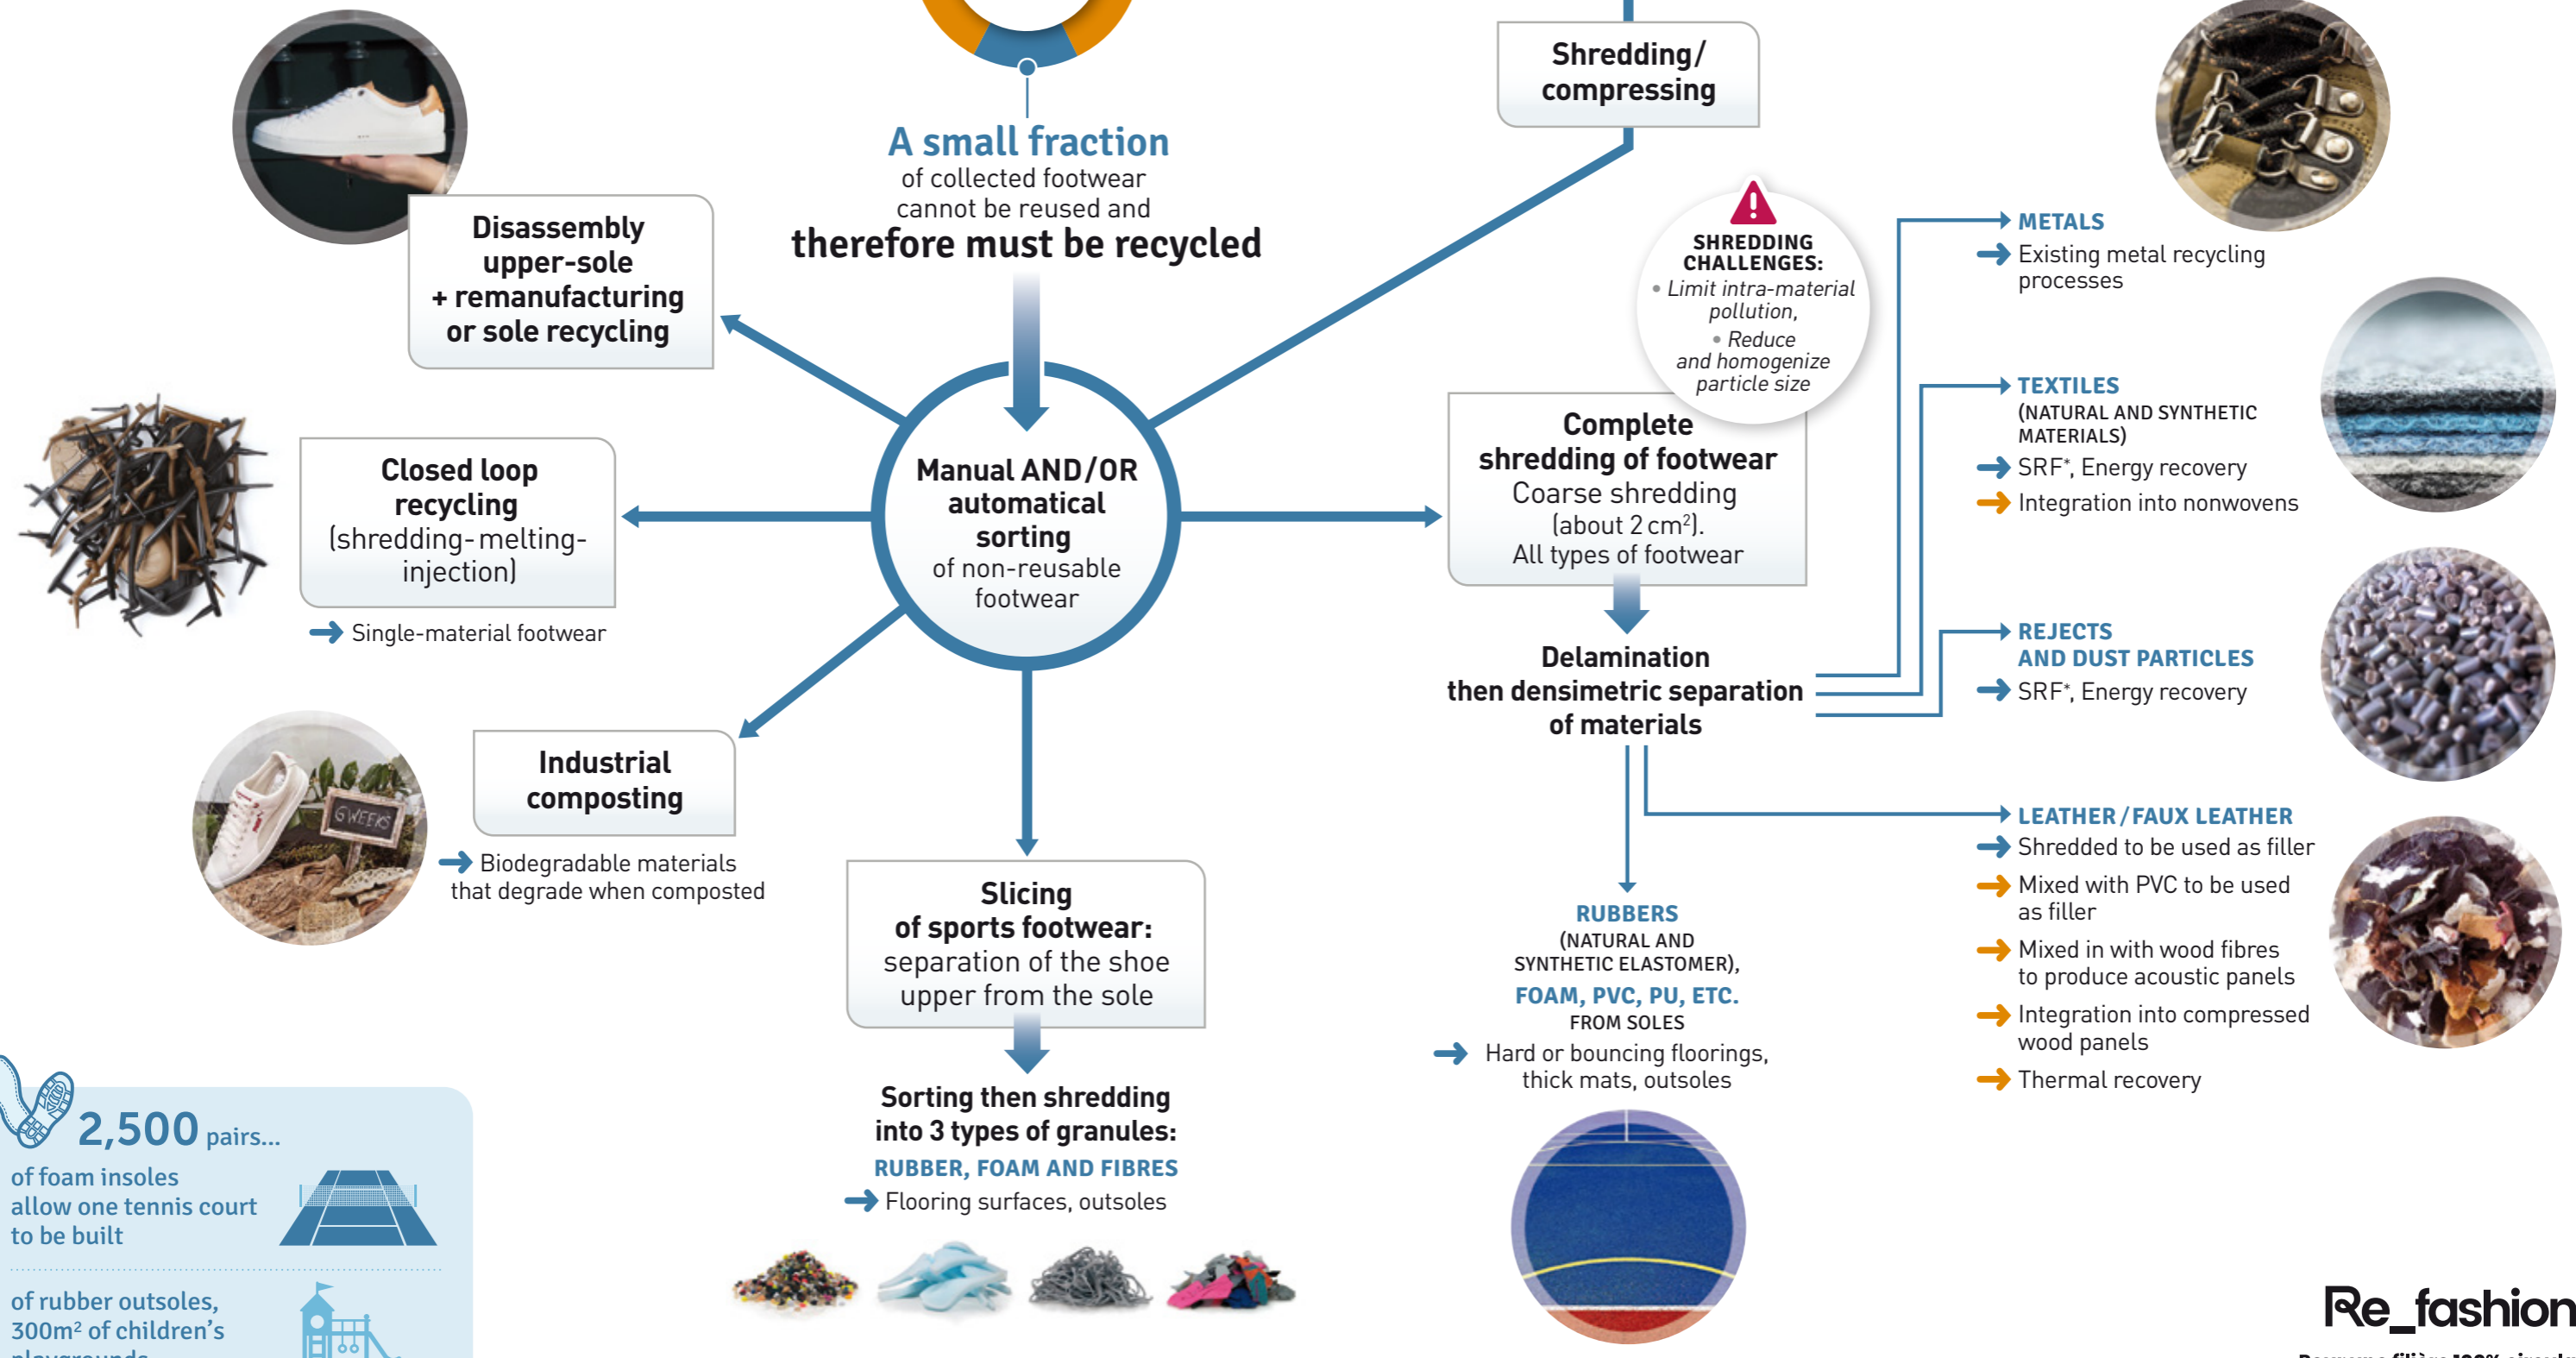 Shredding/
compressing
A small fraction
of collected footwear
cannot be reused and
therefore must be recycled
Disassembly
upper-sole
+ remanufacturing
or sole recycling
Closed loop
recycling
(shredding-melting-
injection)
Single-material footwear
Manual AND/OR
automatical
sorting
of non-reusable
footwear
Industrial
composting
6 WEEKS
Biodegradable materials
that degrade when composted
Slicing
of sports footwear:
separation of the shoe
upper from the sole
Sorting then shredding
into 3 types of granules:
RUBBER, FOAM AND FIBRES
Flooring surfaces, outsoles
SHREDDING
CHALLENGES:
• Limit intra-material
pollution,
• Reduce
and homogenize
particle size
Complete
shredding of footwear
Coarse shredding
(about 2 cm²).
All types of footwear
Delamination
then densimetric separation
of materials
RUBBERS
(NATURAL AND
SYNTHETIC ELASTOMER),
FOAM, PVC, PU, ETC.
FROM SOLES
Hard or bouncing floorings,
thick mats, outsoles
METALS
Existing metal recycling
processes
TEXTILES
(NATURAL AND SYNTHETIC
MATERIALS)
SRF*, Energy recovery
Integration into nonwovens
REJECTS
AND DUST PARTICLES
SRF*, Energy recovery
LEATHER/FAUX LEATHER
Shredded to be used as filler
Mixed with PVC to be used
as filler
Mixed in with wood fibres
to produce acoustic panels
Integration into compressed
wood panels
Thermal recovery
2,500 pairs...
of foam insoles
allow one tennis court
to be built
of rubber outsoles,
300m² of children's
playgrounds
Re_fashion